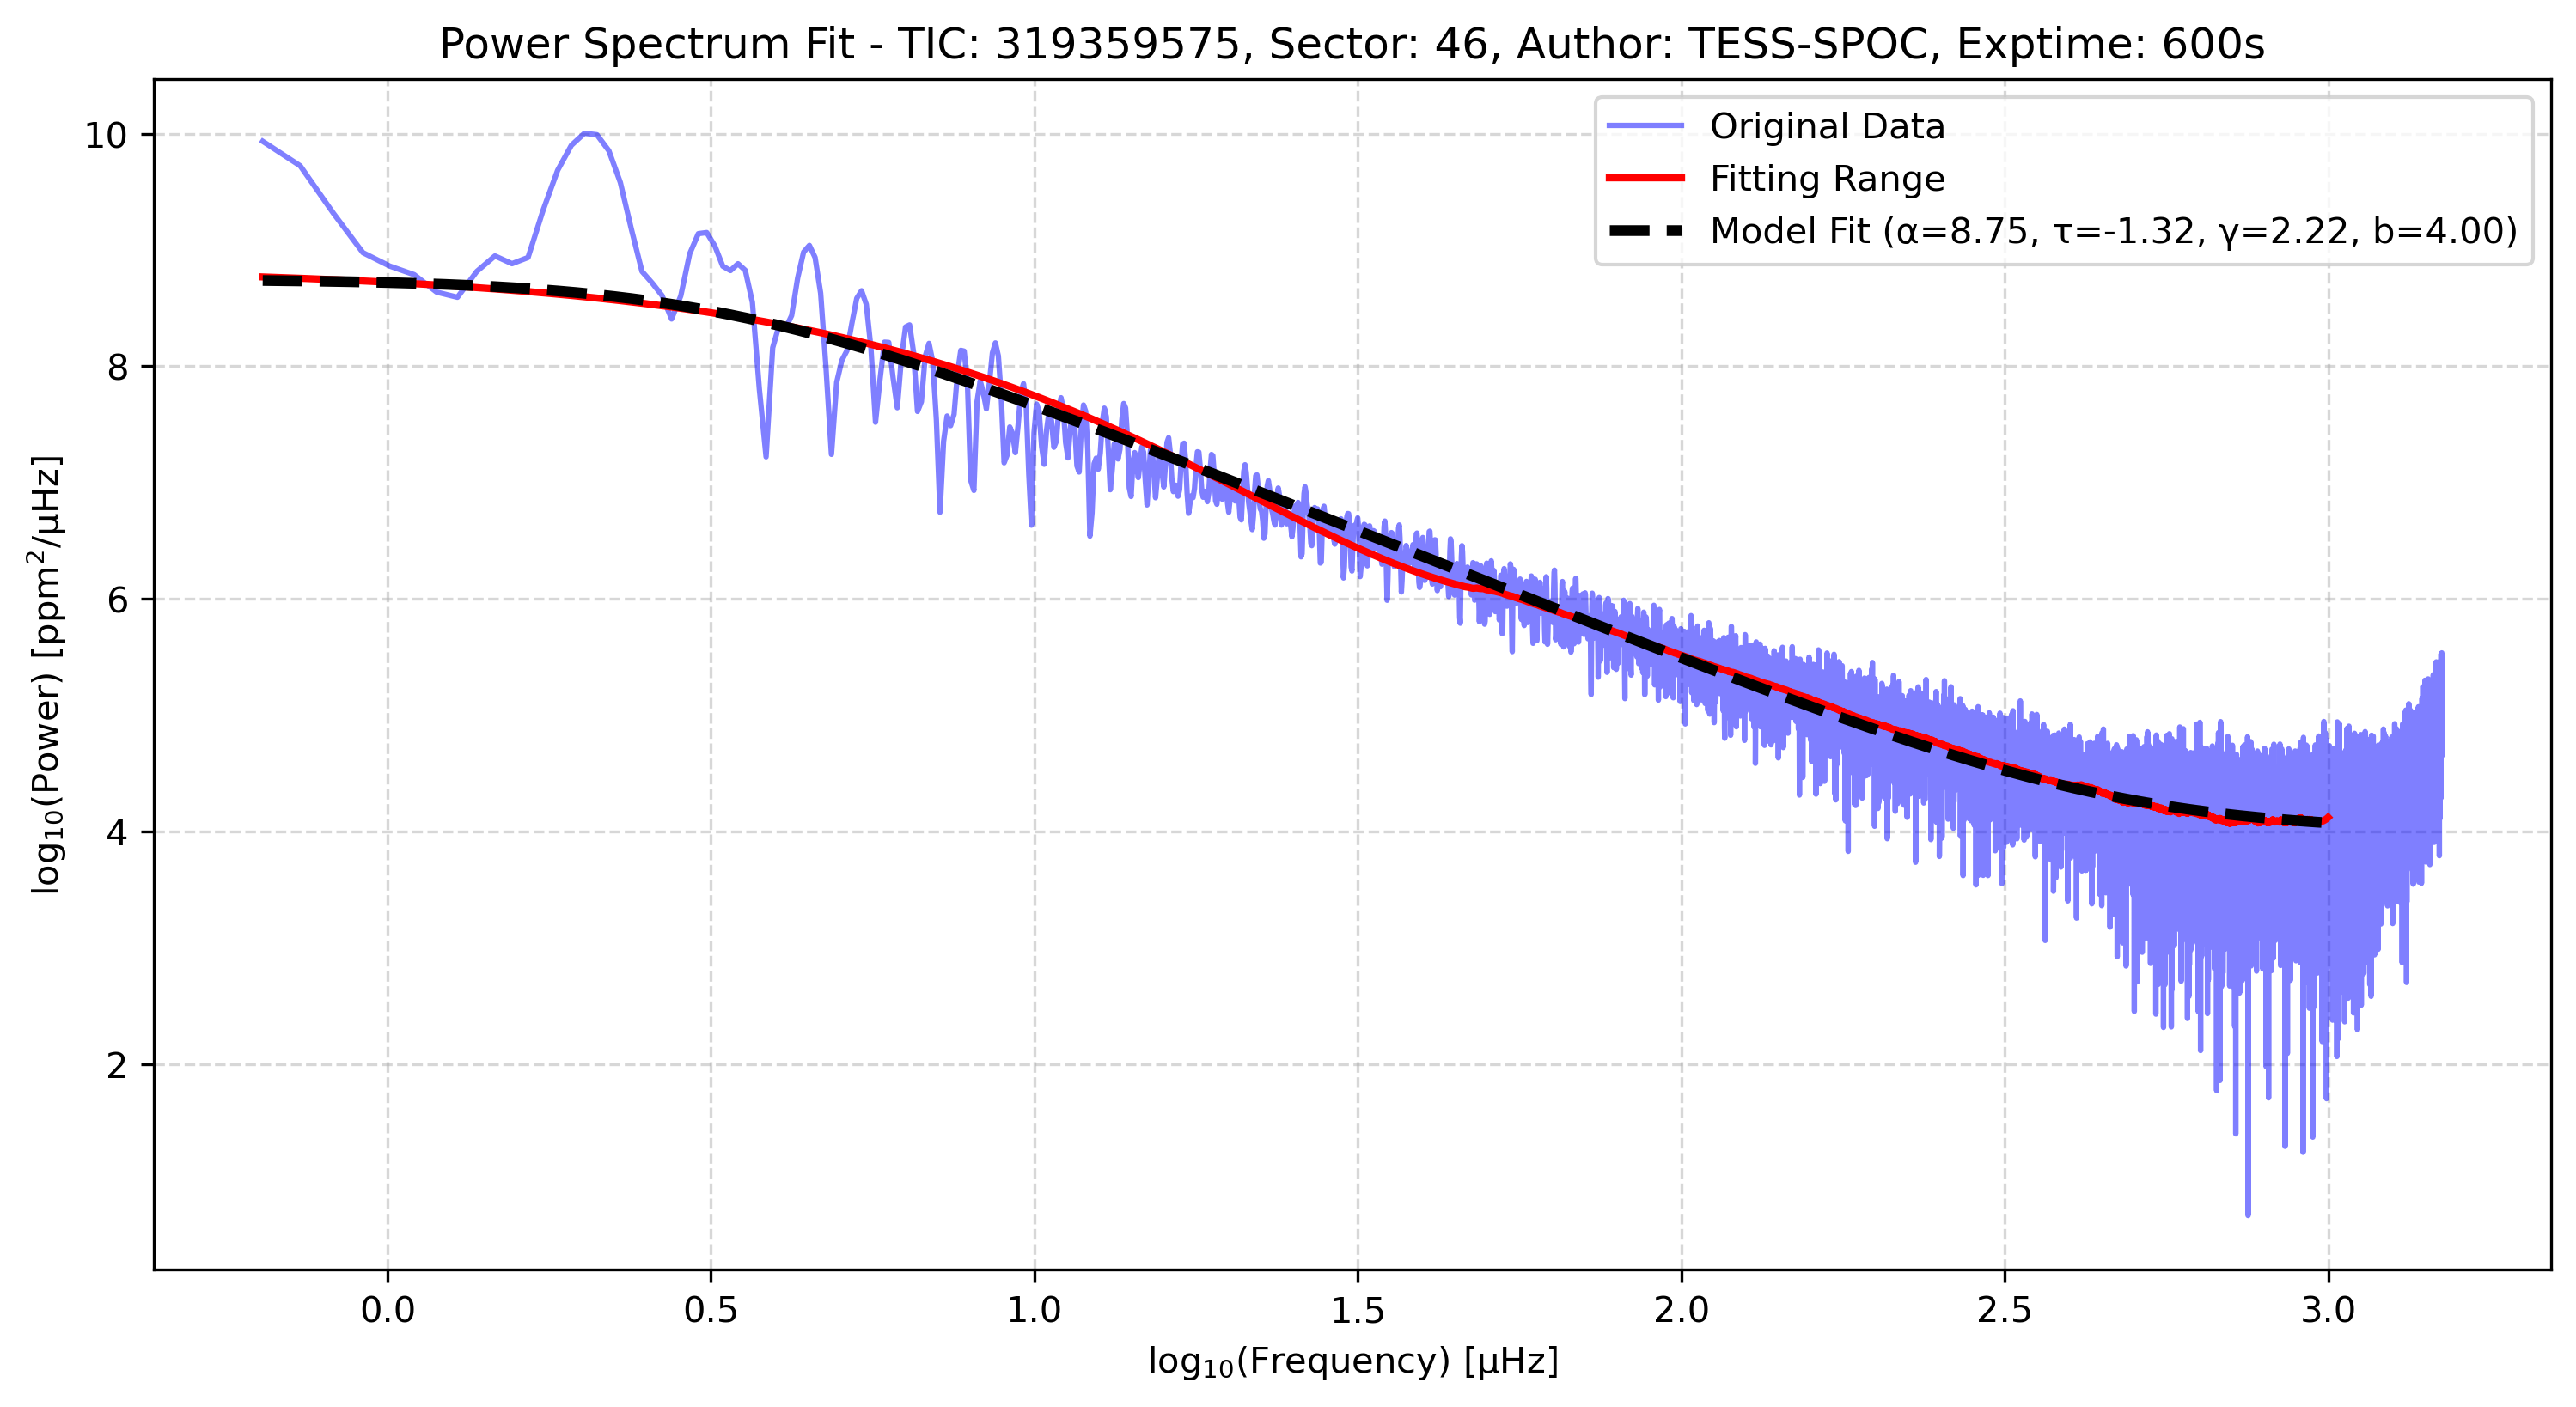 Power Spectrum Fit - TIC: 319359575, Sector: 46, Author: TESS-SPOC, Exptime: 600s
Original Data
Fitting Range
Model Fit (α=8.75, τ=-1.32, γ=2.22, b=4.00)
log₁₀(Power) [ppm²/μHz]
10
8
6
4
2
0.0 0.5 1.0 1.5 2.0 2.5 3.0
log₁₀(Frequency) [μHz]